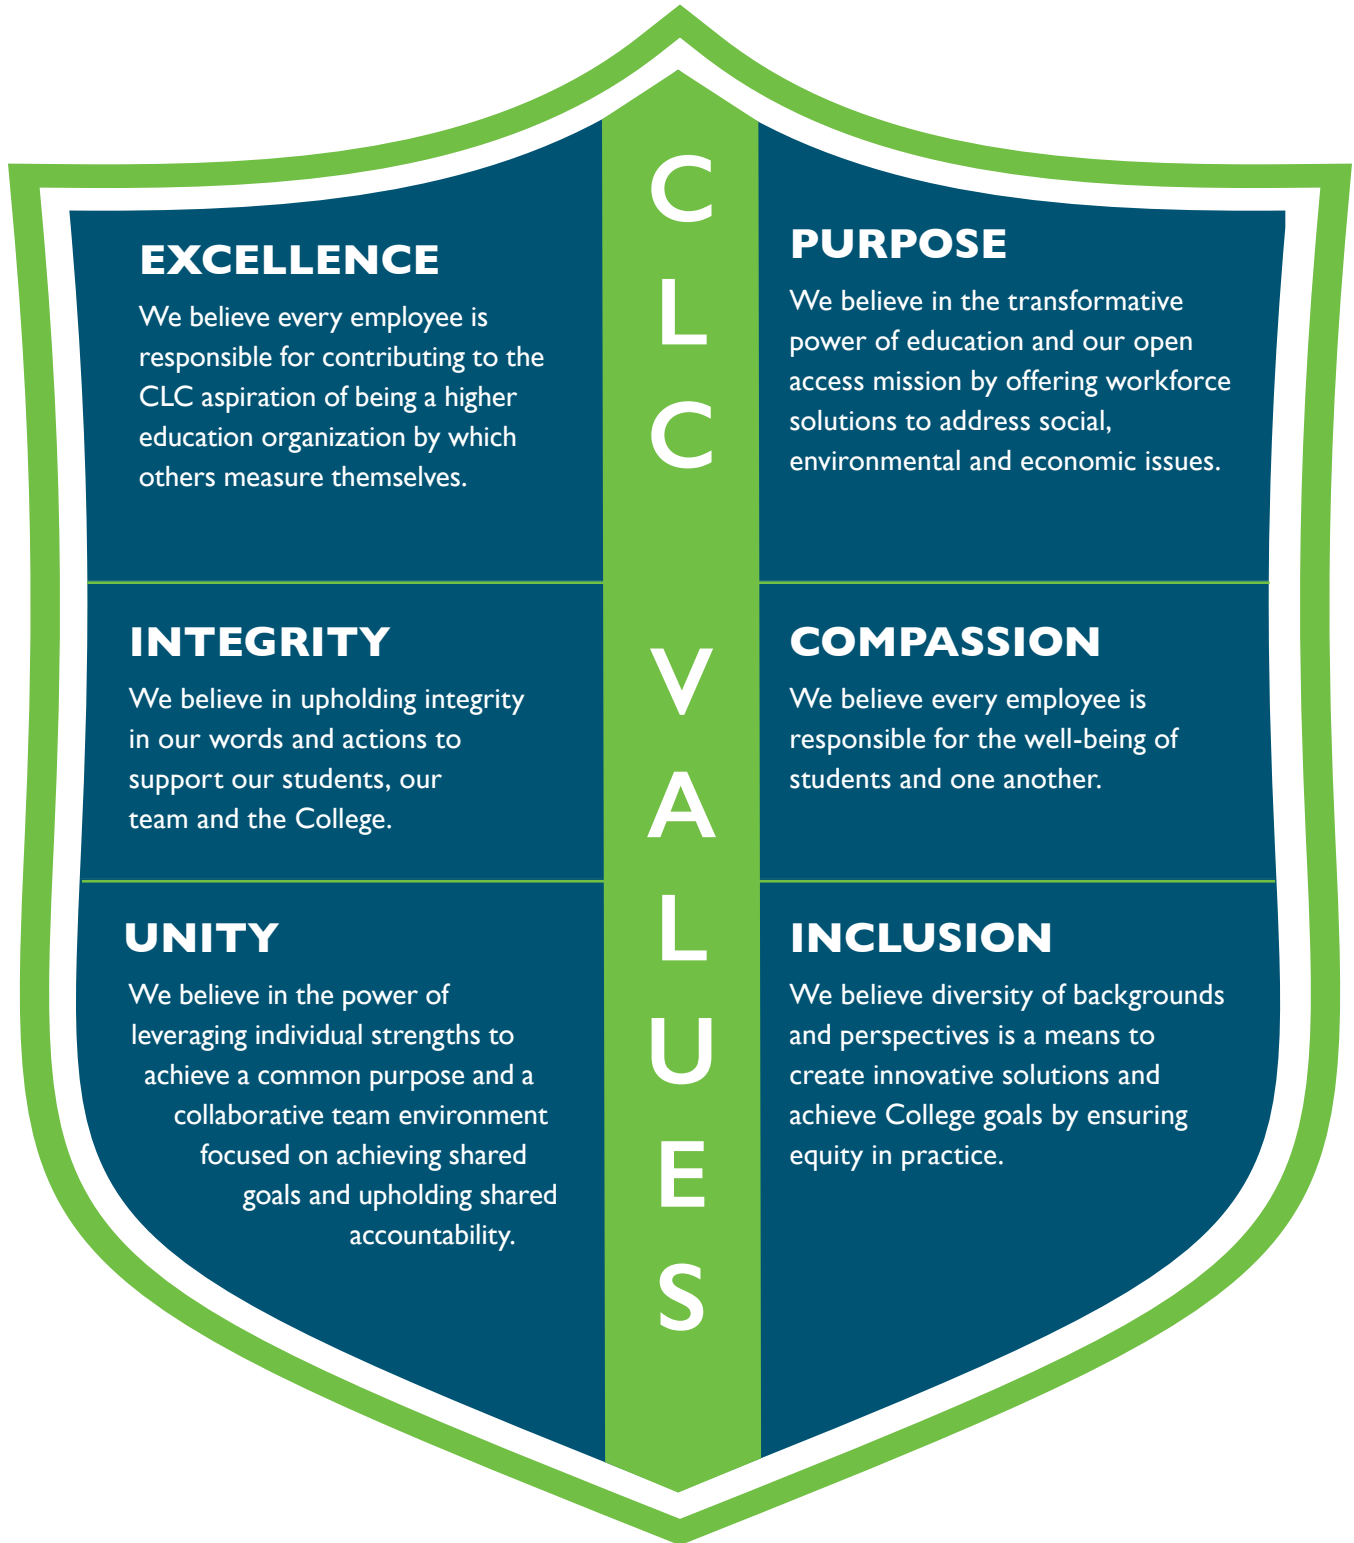 EXCELLENCE
We believe every employee is
responsible for contributing to the
CLC aspiration of being a higher
education organization by which
others measure themselves.
INTEGRITY
We believe in upholding integrity
in our words and actions to
support our students, our
team and the College.
UNITY
We believe in the power of
leveraging individual strengths to
achieve a common purpose and a
collaborative team environment
focused on achieving shared
goals and upholding shared
accountability.
CLC VALUES
PURPOSE
We believe in the transformative
power of education and our open
access mission by offering workforce
solutions to address social,
environmental and economic issues.
COMPASSION
We believe every employee is
responsible for the well-being of
students and one another.
INCLUSION
We believe diversity of backgrounds
and perspectives is a means to
create innovative solutions and
achieve College goals by ensuring
equity in practice.